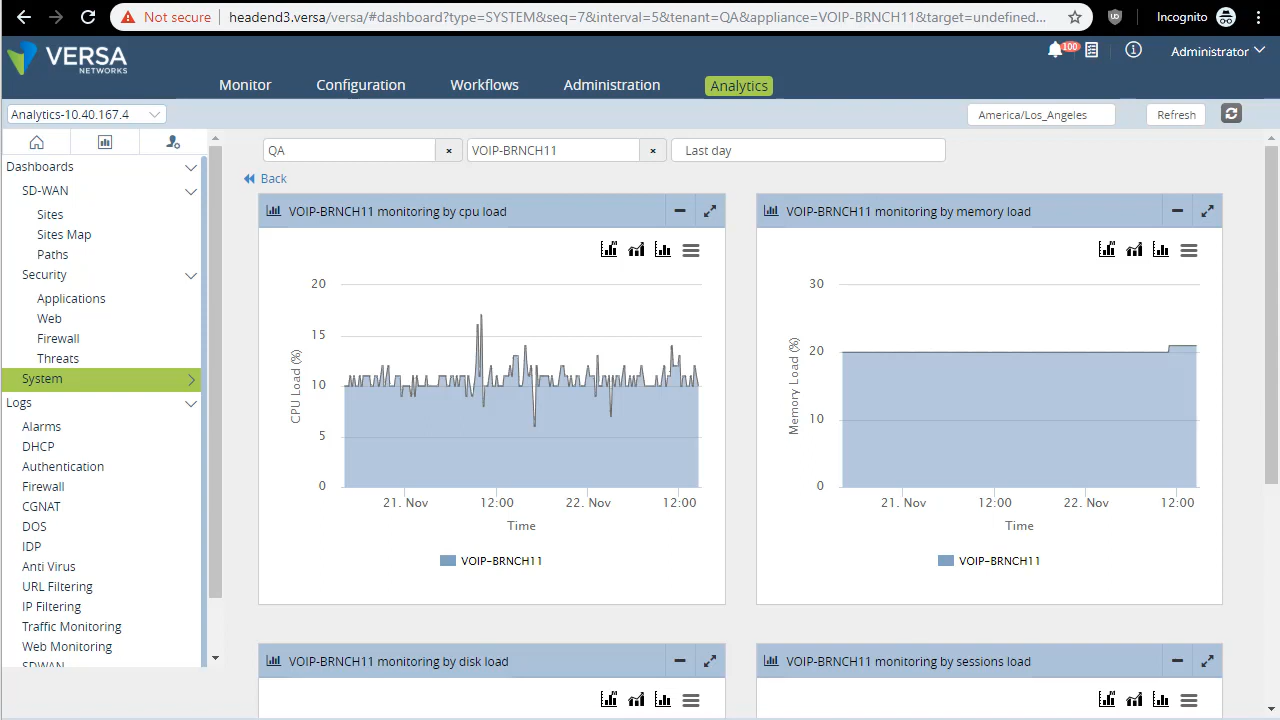 Not secure headend3.versa/versa/#dashboard?type=SYSTEM&seq=7&interval=5&tenant=QA&appliance=VOIP-BRNCH11&target=undefined... Incognito
VERSA
NETWORKS
100
Administrator
Monitor Configuration Workflows Administration Analytics
Analytics-10.40.167.4
America/Los_Angeles
Refresh
Dashboards
SD-WAN
Sites
Sites Map
Paths
Security
Applications
Web
Firewall
Threats
System
Logs
Alarms
DHCP
Authentication
Firewall
CGNAT
DOS
IDP
Anti Virus
URL Filtering
IP Filtering
Traffic Monitoring
Web Monitoring
SDWAN
QA × VOIP-BRNCH11 × Last day
Back
VOIP-BRNCH11 monitoring by cpu load
20
15
10
5
0
CPU Load (%)
21. Nov 12:00 22. Nov 12:00
Time
VOIP-BRNCH11
VOIP-BRNCH11 monitoring by memory load
30
20
10
0
Memory Load (%)
21. Nov 12:00 22. Nov 12:00
Time
VOIP-BRNCH11
VOIP-BRNCH11 monitoring by disk load
VOIP-BRNCH11 monitoring by sessions load